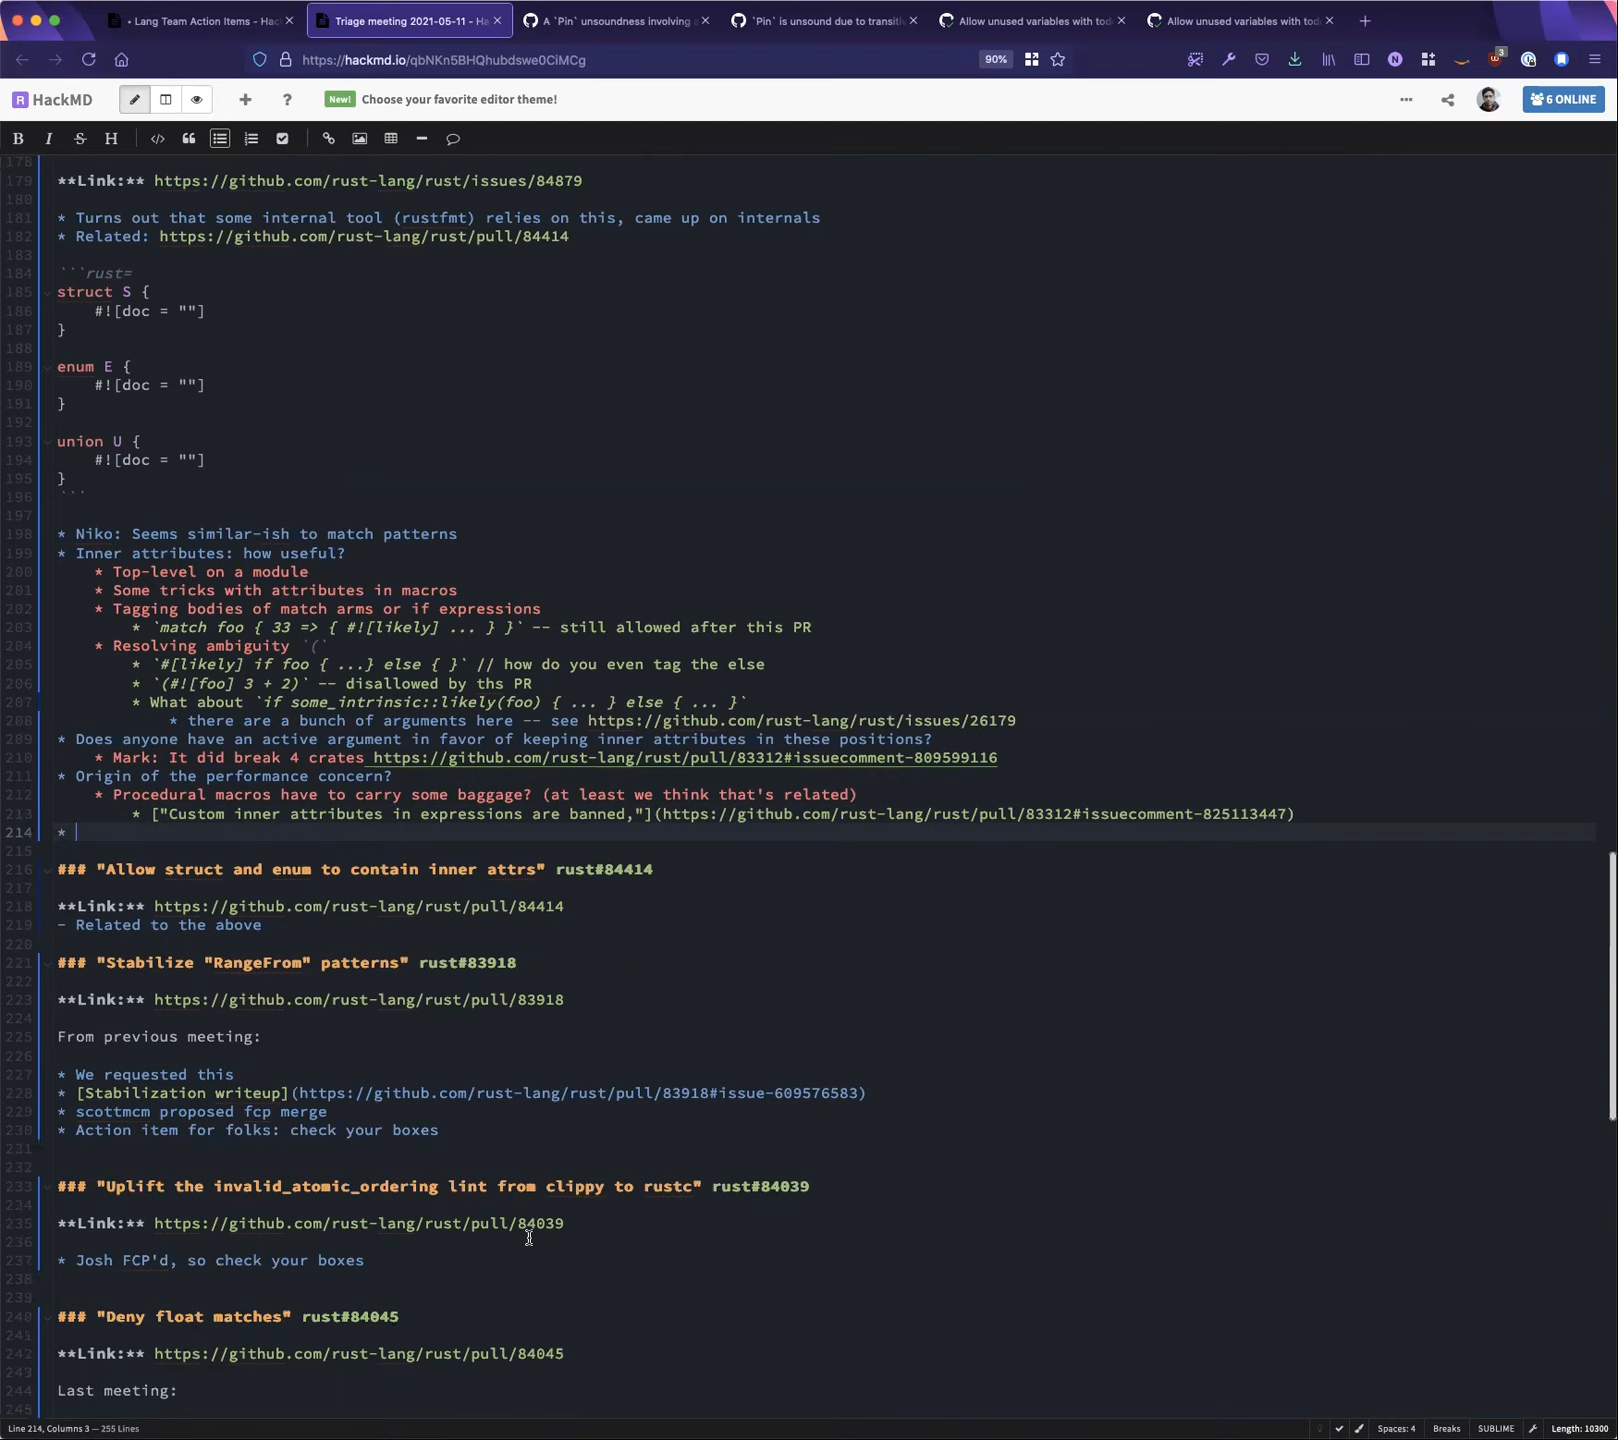 • Lang Team Action Items - Hac
Triage meeting 2021-05-11 - Ha
A `Pin` unsoundness involving
`Pin` is unsound due to transiti
Allow unused variables with tod
Allow unused variables with tod
https://hackmd.io/qbNKn5BHQhubdswe0CiMCg
90%
3
HackMD
New! Choose your favorite editor theme!
6 ONLINE
178
179 **Link:** https://github.com/rust-lang/rust/issues/84879
180
181 * Turns out that some internal tool (rustfmt) relies on this, came up on internals
182 * Related: https://github.com/rust-lang/rust/pull/84414
183
184 ```rust=
185 struct S {
186     #![doc = ""]
187 }
188
189 enum E {
190     #![doc = ""]
191 }
192
193 union U {
194     #![doc = ""]
195 }
196 ```
197
198 * Niko: Seems similar-ish to match patterns
199 * Inner attributes: how useful?
200     * Top-level on a module
201     * Some tricks with attributes in macros
202     * Tagging bodies of match arms or if expressions
203         * `match foo { 33 => { #![likely] ... } }` -- still allowed after this PR
204     * Resolving ambiguity `(`
205         * `#[likely] if foo { ...} else { }` // how do you even tag the else
206         * `(#![foo] 3 + 2)` -- disallowed by ths PR
207         * What about `if some_intrinsic::likely(foo) { ... } else { ... }`
208             * there are a bunch of arguments here -- see https://github.com/rust-lang/rust/issues/26179
209 * Does anyone have an active argument in favor of keeping inner attributes in these positions?
210     * Mark: It did break 4 crates https://github.com/rust-lang/rust/pull/83312#issuecomment-809599116
211 * Origin of the performance concern?
212     * Procedural macros have to carry some baggage? (at least we think that's related)
213         * ["Custom inner attributes in expressions are banned,"](https://github.com/rust-lang/rust/pull/83312#issuecomment-825113447)
214 *
215
216 ### "Allow struct and enum to contain inner attrs" rust#84414
217
218 **Link:** https://github.com/rust-lang/rust/pull/84414
219 - Related to the above
220
221 ### "Stabilize "RangeFrom" patterns" rust#83918
222
223 **Link:** https://github.com/rust-lang/rust/pull/83918
224
225 From previous meeting:
226
227 * We requested this
228 * [Stabilization writeup](https://github.com/rust-lang/rust/pull/83918#issue-609576583)
229 * scottmcm proposed fcp merge
230 * Action item for folks: check your boxes
231
232
233 ### "Uplift the invalid_atomic_ordering lint from clippy to rustc" rust#84039
234
235 **Link:** https://github.com/rust-lang/rust/pull/84039
236
237 * Josh FCP'd, so check your boxes
238
239
240 ### "Deny float matches" rust#84045
241
242 **Link:** https://github.com/rust-lang/rust/pull/84045
243
244 Last meeting:
245
Line 214, Columns 3 — 255 Lines
Spaces: 4
Breaks
SUBLIME
Length: 10300